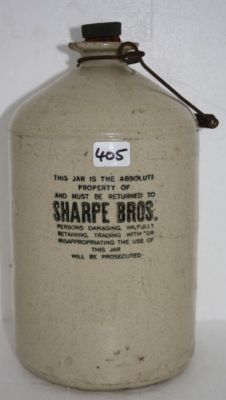 405
THIS JAR IS THE ABSOLUTE
PROPERTY OF
AND MUST BE RETURNED TO
SHARPE BROS.
PERSONS DAMAGING, WILFULLY
RETAINING, TRADING WITH OR
MISAPPROPRIATING THE USE OF
THIS JAR
WILL BE PROSECUTED